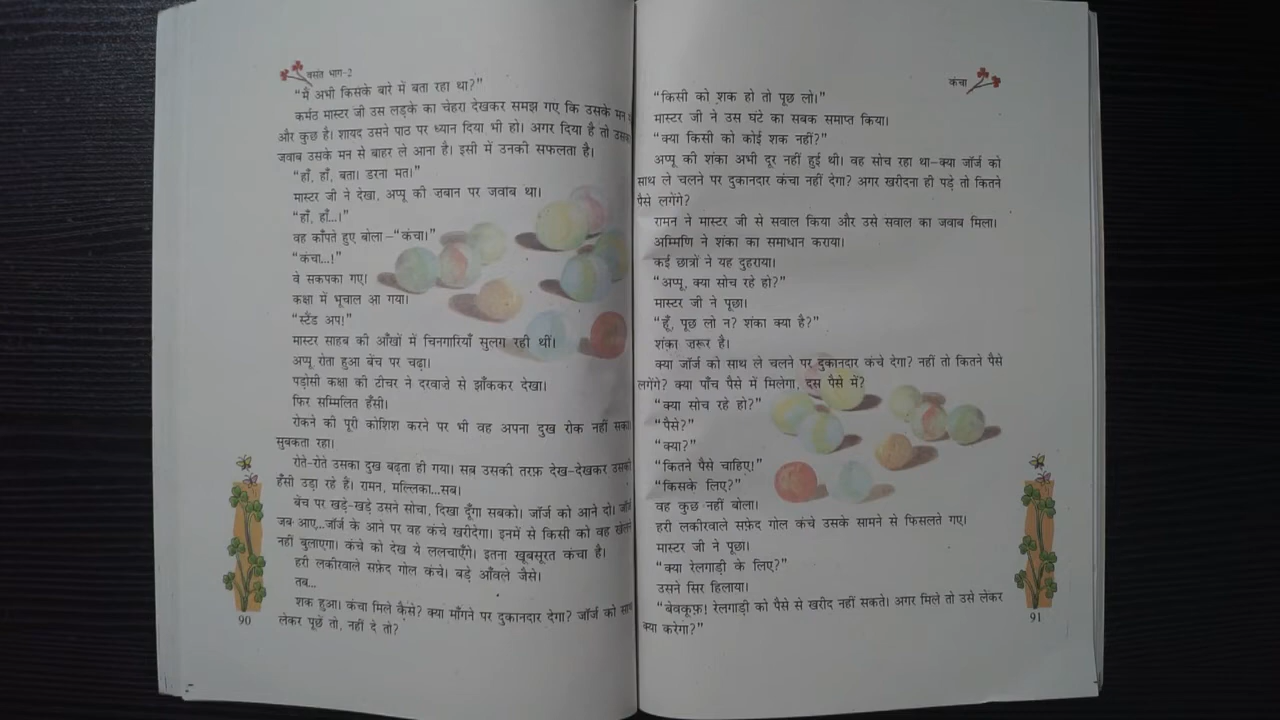 वसंत भाग-2
“मैं अभी किसके बारे में बता रहा था?”
कर्मठ मास्टर जी उस लड़के का चेहरा देखकर समझ गए कि उसके मन
और कुछ है। शायद उसने पाठ पर ध्यान दिया भी हो। अगर दिया है तो
जवाब उसके मन से बाहर ले आना है। इसी में उनकी सफलता है।
“हाँ, हाँ, बता। डरना मत।”
मास्टर जी ने देखा, अप्पू की ज़बान पर जवाब था।
“हाँ, हाँ...।”
वह काँपते हुए बोला–“कंचा।”
“कंचा...!”
वे सकपका गए।
कक्षा में भूचाल आ गया।
“स्टैंड अप!”
मास्टर साहब की आँखों में चिनगारियाँ सुलग रही थीं।
अप्पू रोता हुआ बेंच पर चढ़ा।
पड़ोसी कक्षा की टीचर ने दरवाजे से झाँककर देखा।
फिर सम्मिलित हँसी।
रोकने की पूरी कोशिश करने पर भी वह अपना दुख रोक नहीं सका।
सुबकता रहा।
रोते-रोते उसका दुख बढ़ता ही गया। सब उसकी तरफ़ देख-देखकर उसकी
हँसी उड़ा रहे हैं। रामन, मल्लिका...सब।
बेंच पर खड़े-खड़े उसने सोचा, दिखा दूँगा सबको। जॉर्ज को आने दो।
जब आए...जॉर्ज के आने पर वह कंचे खरीदेगा। इनमें से किसी को वह खेलने
नहीं बुलाएगा। कंचे को देख ये ललचाएँगे। इतना खूबसूरत कंचा है।
हरी लकीरवाले सफ़ेद गोल कंचे। बड़े आँवले जैसे।
तब...
शक हुआ। कंचा मिले कैसे? क्या माँगने पर दुकानदार देगा? जॉर्ज को साथ
लेकर पूछें तो, नहीं दे तो?
90
कंचा
“किसी को शक हो तो पूछ लो।”
मास्टर जी ने उस घंटे का सबक समाप्त किया।
“क्या किसी को कोई शक नहीं?”
अप्पू की शंका अभी दूर नहीं हुई थी। वह सोच रहा था–क्या जॉर्ज को
साथ ले चलने पर दुकानदार कंचा नहीं देगा? अगर खरीदना ही पड़े तो कितने
पैसे लगेंगे?
रामन ने मास्टर जी से सवाल किया और उसे सवाल का जवाब मिला।
अम्मिणि ने शंका का समाधान कराया।
कई छात्रों ने यह दुहराया।
“अप्पू, क्या सोच रहे हो?”
मास्टर जी ने पूछा।
“हूँ, पूछ लो न? शंका क्या है?”
शंका ज़रूर है।
क्या जॉर्ज को साथ ले चलने पर दुकानदार कंचे देगा? नहीं तो कितने पैसे
लगेंगे? क्या पाँच पैसे में मिलेगा, दस पैसे में?
“क्या सोच रहे हो?”
“पैसे?”
“क्या?”
“कितने पैसे चाहिए!”
“किसके लिए?”
वह कुछ नहीं बोला।
हरी लकीरवाले सफ़ेद गोल कंचे उसके सामने से फिसलते गए।
मास्टर जी ने पूछा।
“क्या रेलगाड़ी के लिए?”
उसने सिर हिलाया।
“बेवकूफ़! रेलगाड़ी को पैसे से खरीद नहीं सकते। अगर मिले तो उसे लेकर
क्या करेगा?”
91